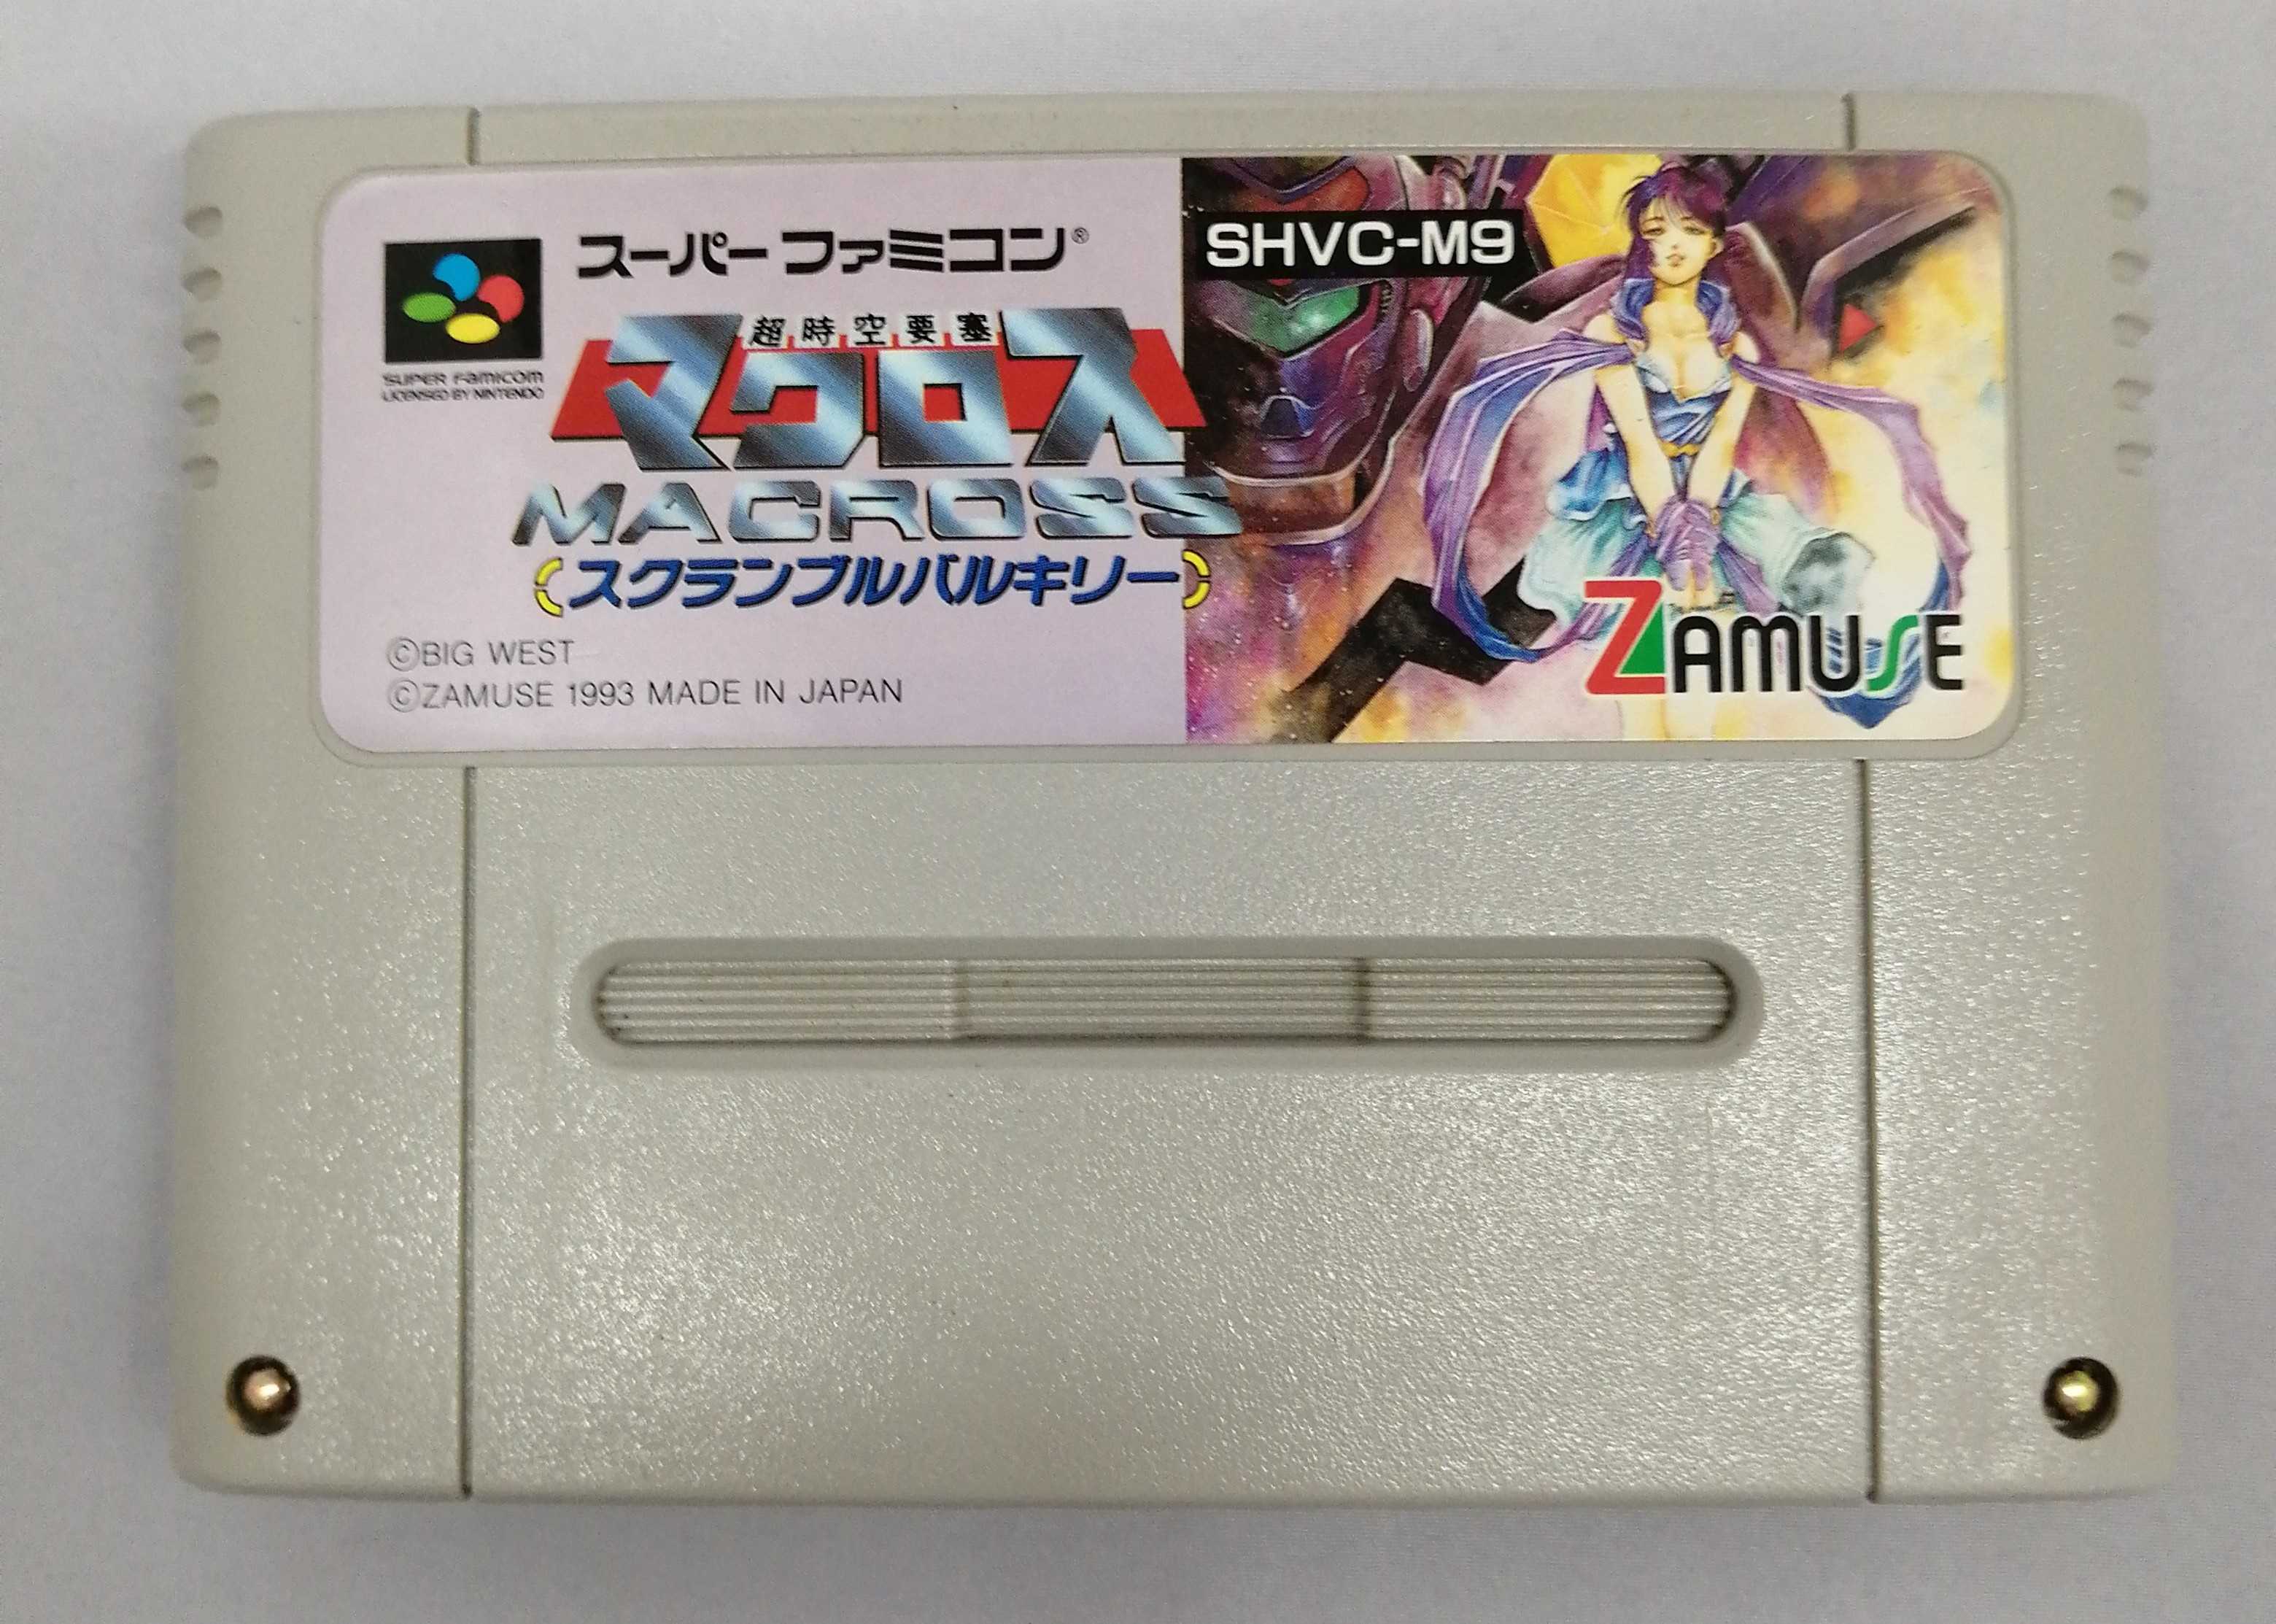 スーパーファミコン®
SHVC-M9
SUPER Famicom
LICENSED BY NINTENDO
超時空要塞
マクロス
MACROSS
スクランブルバルキリー
©BIG WEST
©ZAMUSE 1993 MADE IN JAPAN
ZAMUSE